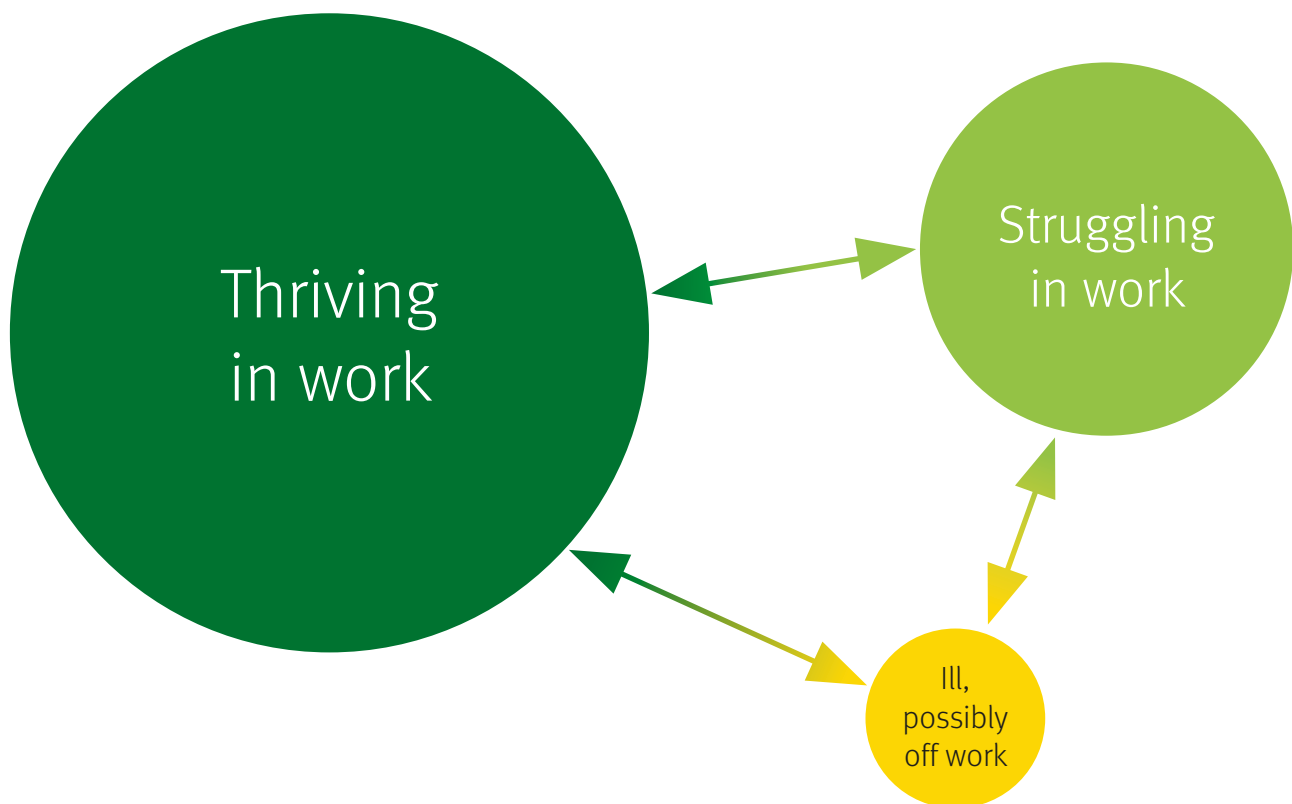 Thriving
in work
Struggling
in work
Ill,
possibly
off work